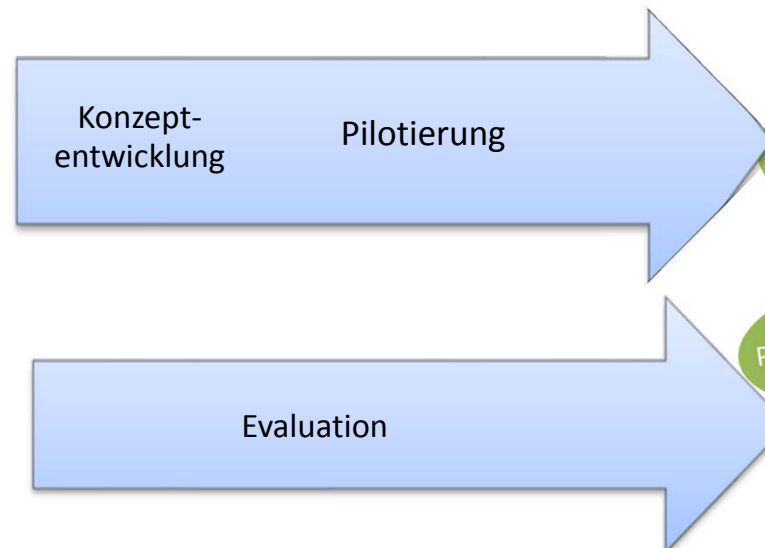 Konzept-
entwicklung
Pilotierung
Evaluation
P